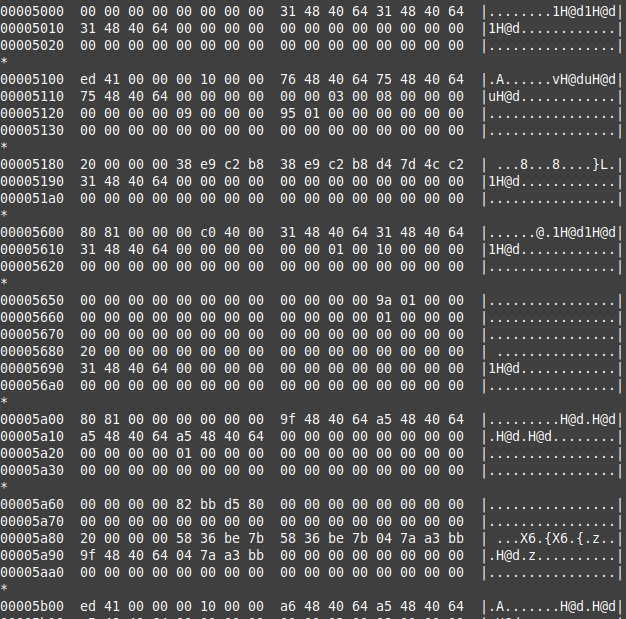 00005000  00 00 00 00 00 00 00 00  31 48 40 64 31 48 40 64  |........1H@d1H@d|
00005010  31 48 40 64 00 00 00 00  00 00 00 00 00 00 00 00  |1H@d............|
00005020  00 00 00 00 00 00 00 00  00 00 00 00 00 00 00 00  |................|
*
00005100  ed 41 00 00 00 10 00 00  76 48 40 64 75 48 40 64  |.A......vH@duH@d|
00005110  75 48 40 64 00 00 00 00  00 00 03 00 08 00 00 00  |uH@d............|
00005120  00 00 00 00 09 00 00 00  95 01 00 00 00 00 00 00  |................|
00005130  00 00 00 00 00 00 00 00  00 00 00 00 00 00 00 00  |................|
*
00005180  20 00 00 00 38 e9 c2 b8  38 e9 c2 b8 d4 7d 4c c2  | ...8...8....}L.|
00005190  31 48 40 64 00 00 00 00  00 00 00 00 00 00 00 00  |1H@d............|
000051a0  00 00 00 00 00 00 00 00  00 00 00 00 00 00 00 00  |................|
*
00005600  80 81 00 00 00 c0 40 00  31 48 40 64 31 48 40 64  |......@.1H@d1H@d|
00005610  31 48 40 64 00 00 00 00  00 00 01 00 10 00 00 00  |1H@d............|
00005620  00 00 00 00 00 00 00 00  00 00 00 00 00 00 00 00  |................|
*
00005650  00 00 00 00 00 00 00 00  00 00 00 00 9a 01 00 00  |................|
00005660  00 00 00 00 00 00 00 00  00 00 00 00 01 00 00 00  |................|
00005670  00 00 00 00 00 00 00 00  00 00 00 00 00 00 00 00  |................|
00005680  20 00 00 00 00 00 00 00  00 00 00 00 00 00 00 00  | ...............|
00005690  31 48 40 64 00 00 00 00  00 00 00 00 00 00 00 00  |1H@d............|
000056a0  00 00 00 00 00 00 00 00  00 00 00 00 00 00 00 00  |................|
*
00005a00  80 81 00 00 00 00 00 00  9f 48 40 64 a5 48 40 64  |.........H@d.H@d|
00005a10  a5 48 40 64 a5 48 40 64  00 00 00 00 00 00 00 00  |.H@d.H@d........|
00005a20  00 00 00 00 01 00 00 00  00 00 00 00 00 00 00 00  |................|
00005a30  00 00 00 00 00 00 00 00  00 00 00 00 00 00 00 00  |................|
*
00005a60  00 00 00 00 82 bb d5 80  00 00 00 00 00 00 00 00  |................|
00005a70  00 00 00 00 00 00 00 00  00 00 00 00 00 00 00 00  |................|
00005a80  20 00 00 00 58 36 be 7b  58 36 be 7b 04 7a a3 bb  | ...X6.{X6.{.z..|
00005a90  9f 48 40 64 04 7a a3 bb  00 00 00 00 00 00 00 00  |.H@d.z..........|
00005aa0  00 00 00 00 00 00 00 00  00 00 00 00 00 00 00 00  |................|
*
00005b00  ed 41 00 00 00 10 00 00  a6 48 40 64 a5 48 40 64  |.A.......H@d.H@d|